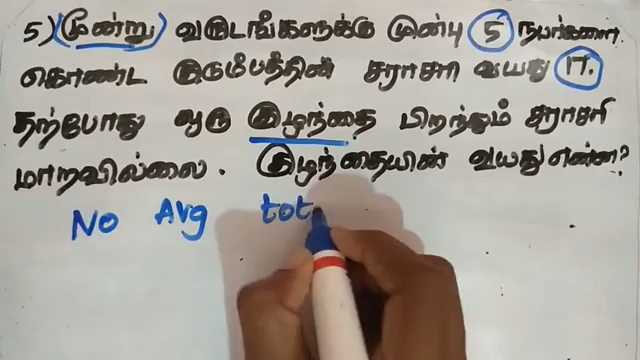 5) (மூன்று) வருடங்களுக்கு முன்பு 5 நபர்களை
கொண்ட குடும்பத்தின் சராசரி வயது 17.
தற்போது ஒரு குழந்தை பிறந்தும் சராசரி
மாறவில்லை. குழந்தையின் வயது என்ன?
No Avg tot